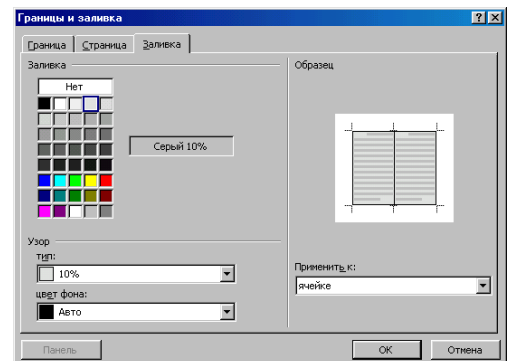 Границы и заливка
Граница Страница Заливка
Заливка
Нет
Серый 10%
Образец
Узор
тип:
10%
цвет фона:
Авто
Применить к:
ячейке
Панель
ОК Отмена